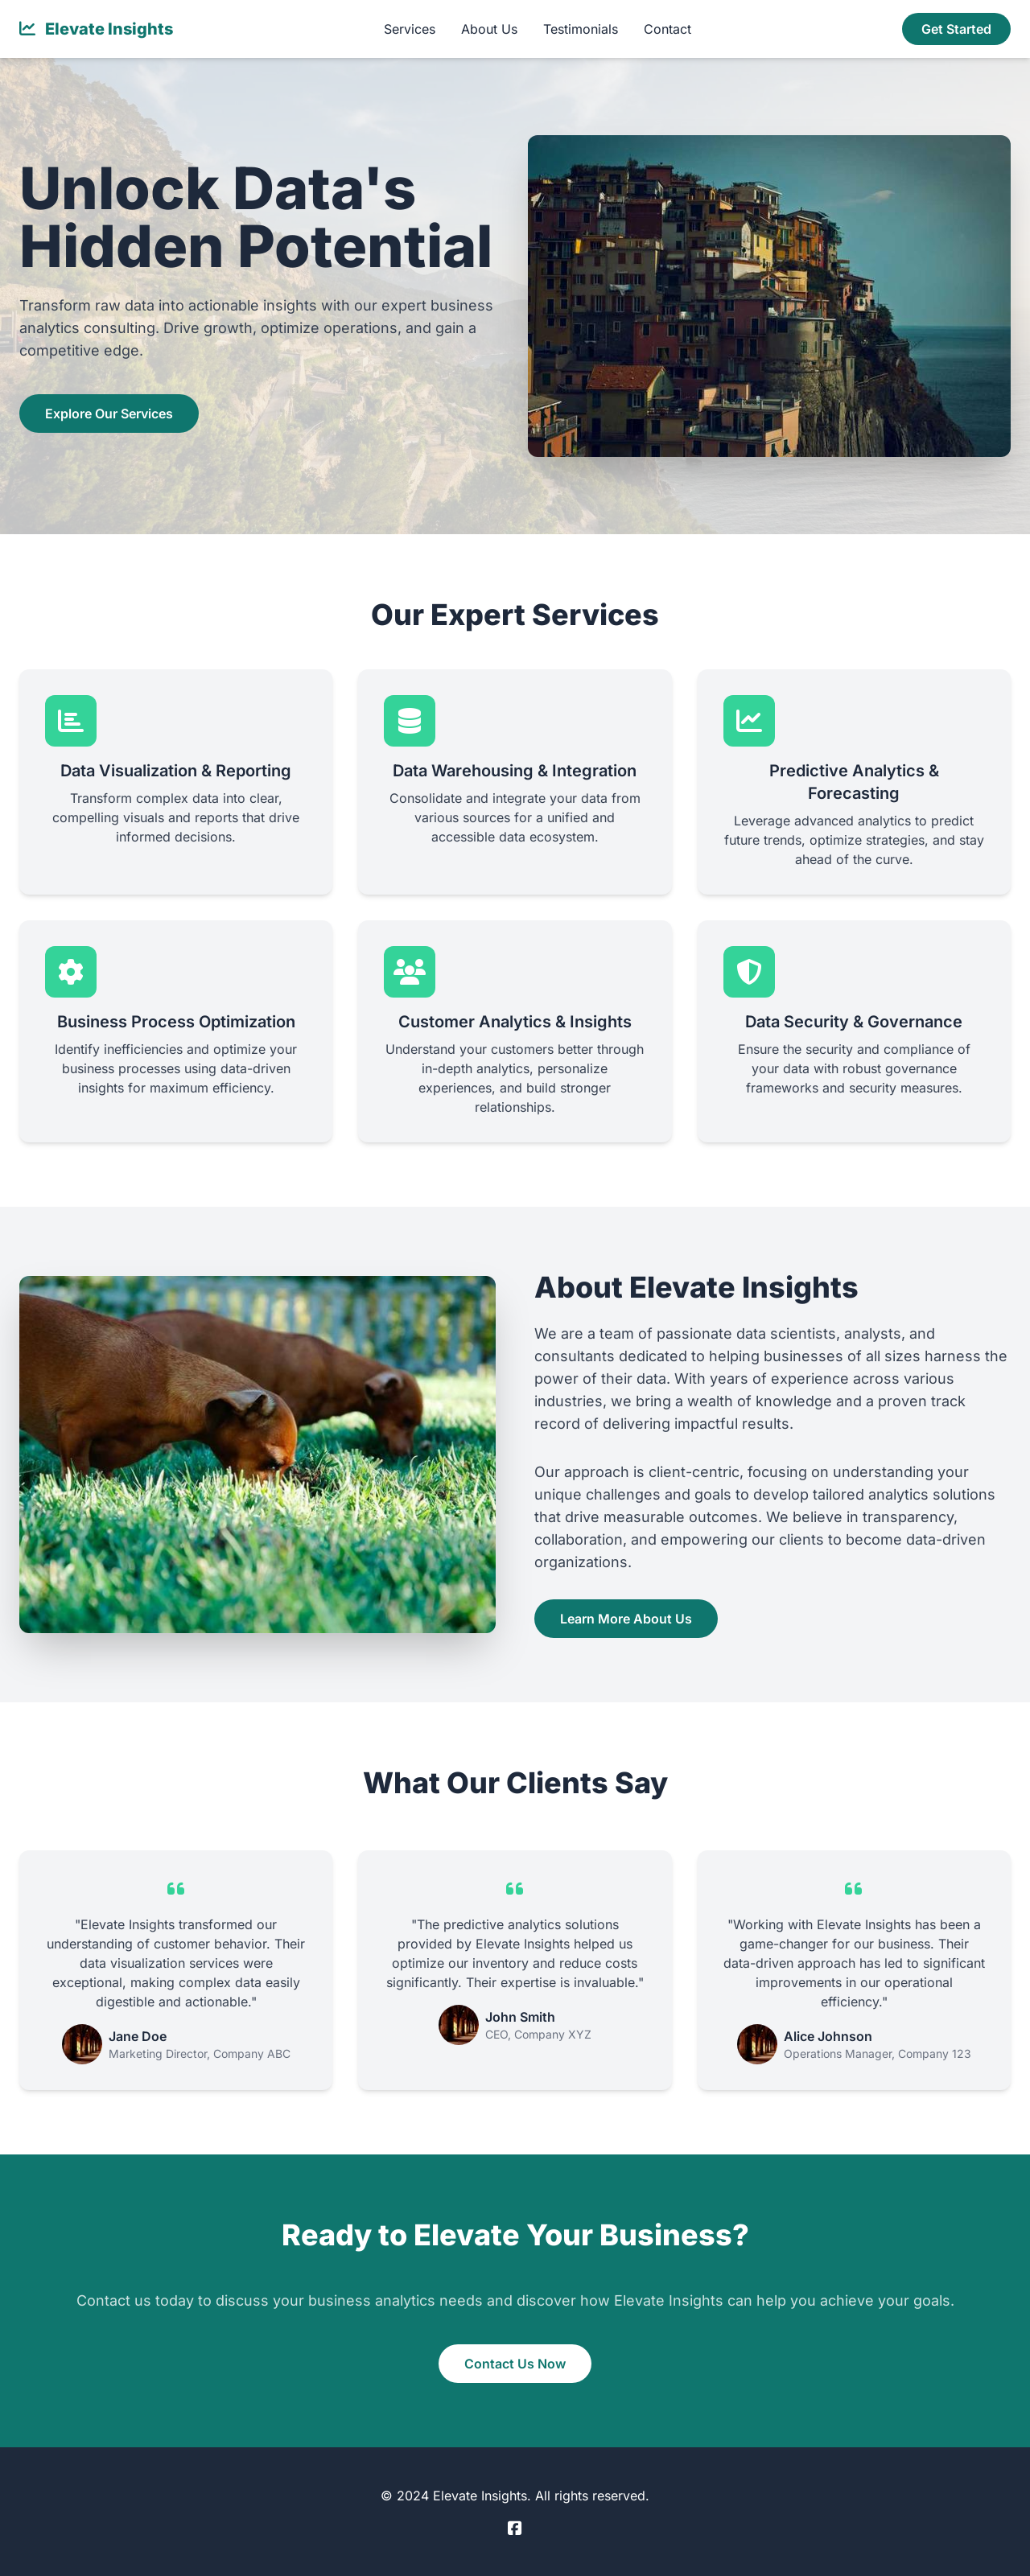 Elevate Insights
Services
About Us
Testimonials
Contact
Get Started
Unlock Data's
Hidden Potential
Transform raw data into actionable insights with our expert business
analytics consulting. Drive growth, optimize operations, and gain a
competitive edge.
Explore Our Services
Our Expert Services
Data Visualization & Reporting
Transform complex data into clear,
compelling visuals and reports that drive
informed decisions.
Data Warehousing & Integration
Consolidate and integrate your data from
various sources for a unified and
accessible data ecosystem.
Predictive Analytics &
Forecasting
Leverage advanced analytics to predict
future trends, optimize strategies, and stay
ahead of the curve.
Business Process Optimization
Identify inefficiencies and optimize your
business processes using data-driven
insights for maximum efficiency.
Customer Analytics & Insights
Understand your customers better through
in-depth analytics, personalize
experiences, and build stronger
relationships.
Data Security & Governance
Ensure the security and compliance of
your data with robust governance
frameworks and security measures.
About Elevate Insights
We are a team of passionate data scientists, analysts, and
consultants dedicated to helping businesses of all sizes harness the
power of their data. With years of experience across various
industries, we bring a wealth of knowledge and a proven track
record of delivering impactful results.
Our approach is client-centric, focusing on understanding your
unique challenges and goals to develop tailored analytics solutions
that drive measurable outcomes. We believe in transparency,
collaboration, and empowering our clients to become data-driven
organizations.
Learn More About Us
What Our Clients Say
"Elevate Insights transformed our
understanding of customer behavior. Their
data visualization services were
exceptional, making complex data easily
digestible and actionable."
Jane Doe
Marketing Director, Company ABC
"The predictive analytics solutions
provided by Elevate Insights helped us
optimize our inventory and reduce costs
significantly. Their expertise is invaluable."
John Smith
CEO, Company XYZ
"Working with Elevate Insights has been a
game-changer for our business. Their
data-driven approach has led to significant
improvements in our operational
efficiency."
Alice Johnson
Operations Manager, Company 123
Ready to Elevate Your Business?
Contact us today to discuss your business analytics needs and discover how Elevate Insights can help you achieve your goals.
Contact Us Now
© 2024 Elevate Insights. All rights reserved.